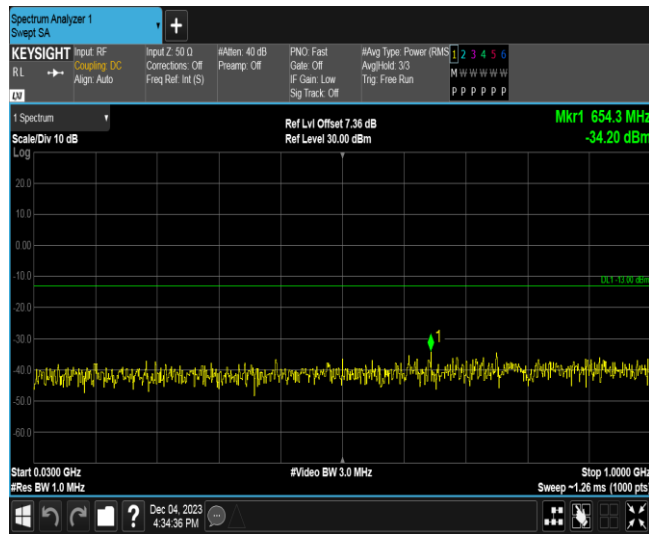 Spectrum Analyzer 1
Swept SA
+
KEYSIGHT
RL
LXI
Input: RF
Coupling: DC
Align: Auto
Input Z: 50 Ω
Corrections: Off
Freq Ref: Int (S)
#Atten: 40 dB
Preamp: Off
PNO: Fast
Gate: Off
IF Gain: Low
Sig Track: Off
#Avg Type: Power (RMS
Avg|Hold: 3/3
Trig: Free Run
1 2 3 4 5 6
M W W W W W
P P P P P P
1 Spectrum
Scale/Div 10 dB
Log
Ref Lvl Offset 7.36 dB
Ref Level 30.00 dBm
Mkr1 654.3 MHz
-34.20 dBm
20.0
10.0
0.00
-10.0
DL1 -13.00 dBm
-20.0
-30.0
1
-40.0
-50.0
-60.0
Start 0.0300 GHz
#Res BW 1.0 MHz
#Video BW 3.0 MHz
Stop 1.0000 GHz
Sweep ~1.26 ms (1000 pts
?
Dec 04, 2023
4:34:36 PM